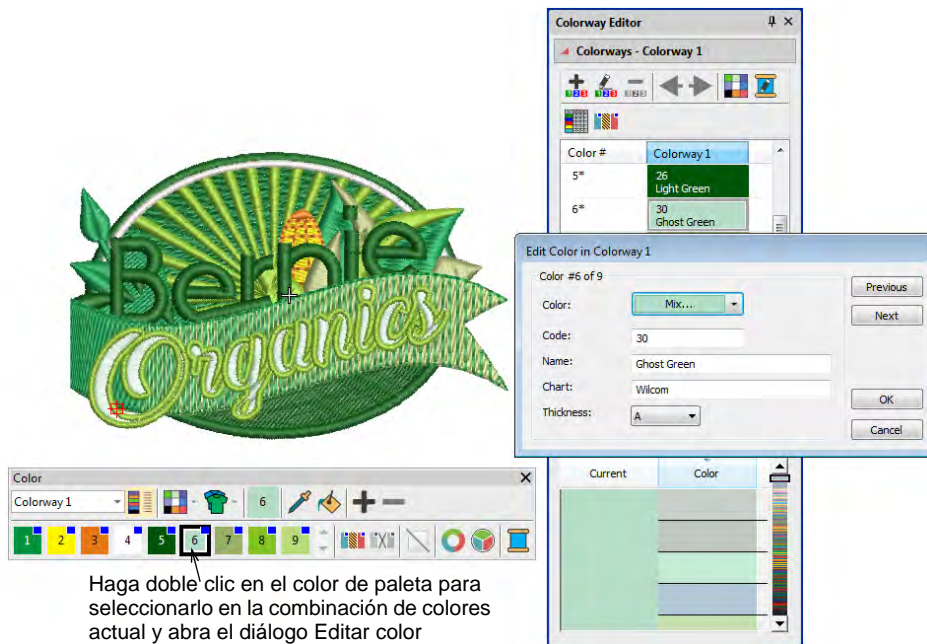 Colorway Editor
Colorways - Colorway 1
Color # Colorway 1
5* 26
Light Green
6* 30
Ghost Green
Bernie
Organics
Edit Color in Colorway 1
Color #6 of 9
Color: Mix...
Code: 30
Name: Ghost Green
Chart: Wilcom
Thickness: A
Previous
Next
OK
Cancel
Current Color
Color
Colorway 1 6
1 2 3 4 5 6 7 8 9
Haga doble clic en el color de paleta para
seleccionarlo en la combinación de colores
actual y abra el diálogo Editar color